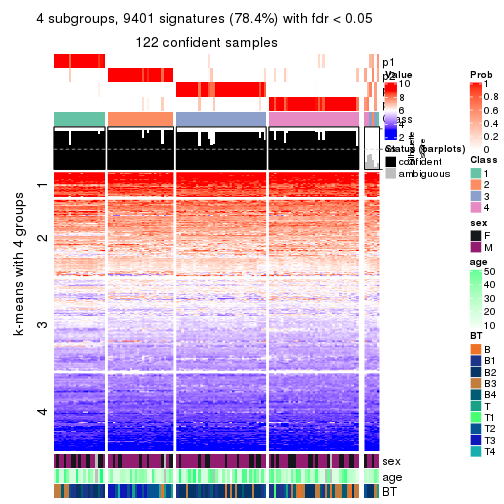 4 subgroups, 9401 signatures (78.4%) with fdr < 0.05
122 confident samples
p1
p2
Class
k-means with 4 groups
1
2
3
4
sex
age
BT
Value
10
8
6
4
2
Status (barplots)
confident
ambiguous
Prob
1
0.8
0.6
0.4
0.2
0
Class
1
2
3
4
sex
F
M
age
50
40
30
20
10
BT
B
B1
B2
B3
B4
T
T1
T2
T3
T4